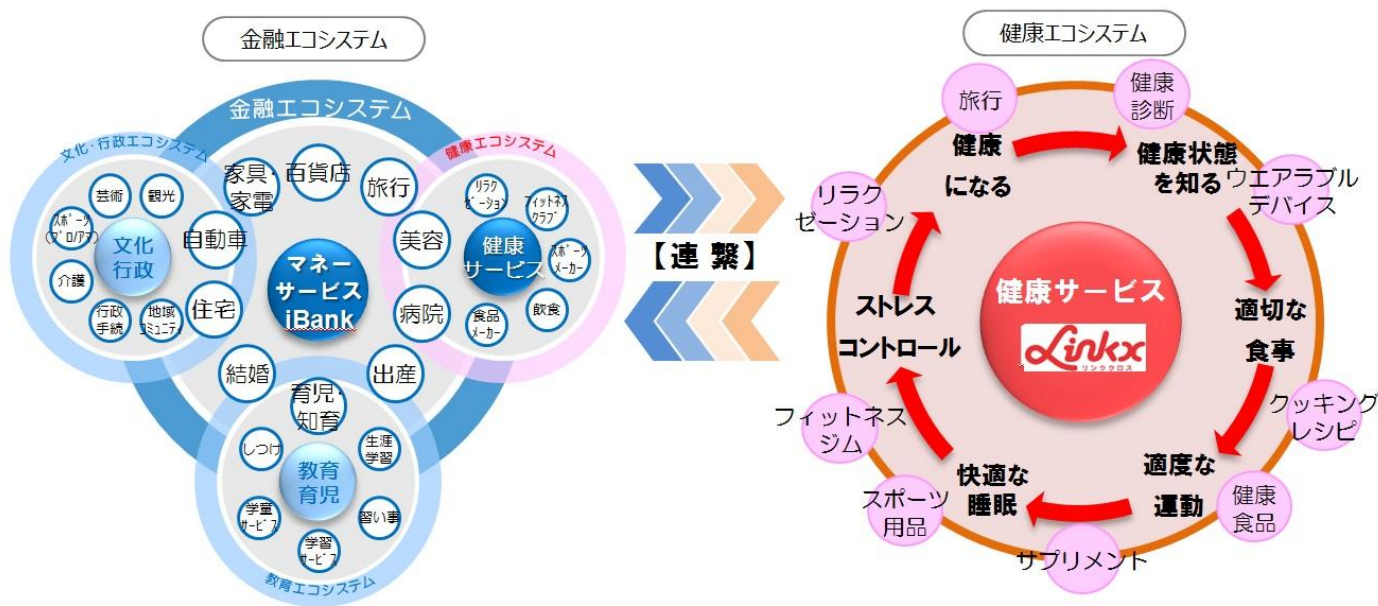 金融エコシステム
金融エコシステム
文化・行政エコシステム
芸術
観光
スポーツ
(プロ/アマ)
文化
行政
介護
行政
手続
地域
コミュニティ
家具・
家電
百貨店
旅行
自動車
美容
住宅
病院
結婚
出産
マネー
サービス
iBank
健康エコシステム
リラク
ゼーション
フィットネス
クラブ
健康
サービス
スポーツ
メーカー
食品
メーカー
飲食
育児・
知育
しつけ
生涯
学習
教育
育児
学童
サービス
習い事
学習
サービス
教育エコシステム
【連 繋】
健康エコシステム
旅行
健康
診断
健康
になる
健康状態
を知る
ウエアラブル
デバイス
リラク
ゼーション
ストレス
コントロール
健康サービス
Linkx
リンククロス
適切な
食事
クッキング
レシピ
フィットネス
ジム
快適な
睡眠
適度な
運動
スポーツ
用品
健康
食品
サプリメント